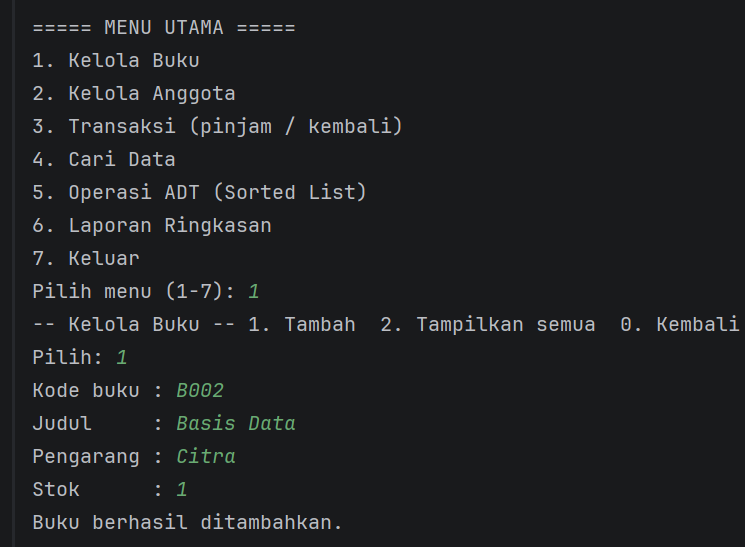 ===== MENU UTAMA =====
1. Kelola Buku
2. Kelola Anggota
3. Transaksi (pinjam / kembali)
4. Cari Data
5. Operasi ADT (Sorted List)
6. Laporan Ringkasan
7. Keluar
Pilih menu (1-7): 1
-- Kelola Buku -- 1. Tambah  2. Tampilkan semua  0. Kembali
Pilih: 1
Kode buku : B002
Judul     : Basis Data
Pengarang : Citra
Stok      : 1
Buku berhasil ditambahkan.